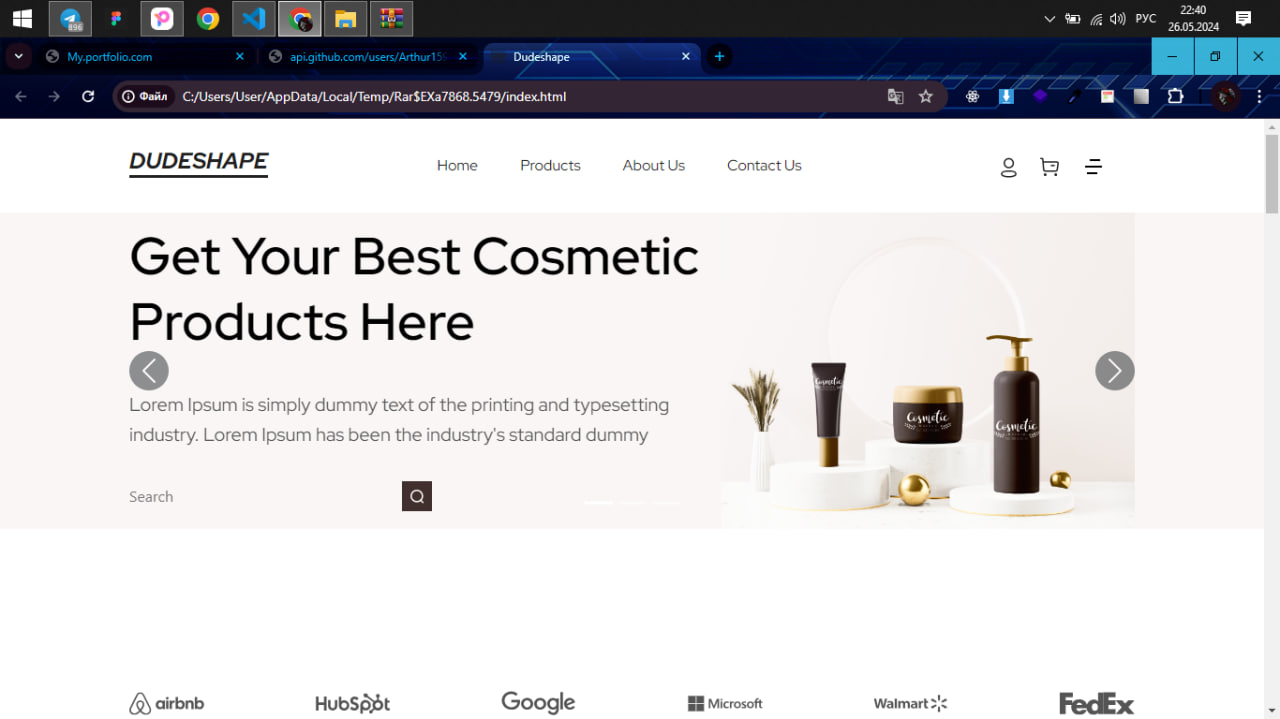 896
РУС
22:40
26.05.2024
My.portfolio.com
api.github.com/users/Arthur159
Dudeshape
Файл
C:/Users/User/AppData/Local/Temp/Rar$EXa7868.5479/index.html
DUDESHAPE
Home
Products
About Us
Contact Us
Get Your Best Cosmetic
Products Here
Lorem Ipsum is simply dummy text of the printing and typesetting
industry. Lorem Ipsum has been the industry's standard dummy
Search
Cosmetic
Cosmetic
Cosmetic
airbnb
HubSpot
Google
Microsoft
Walmart
FedEx